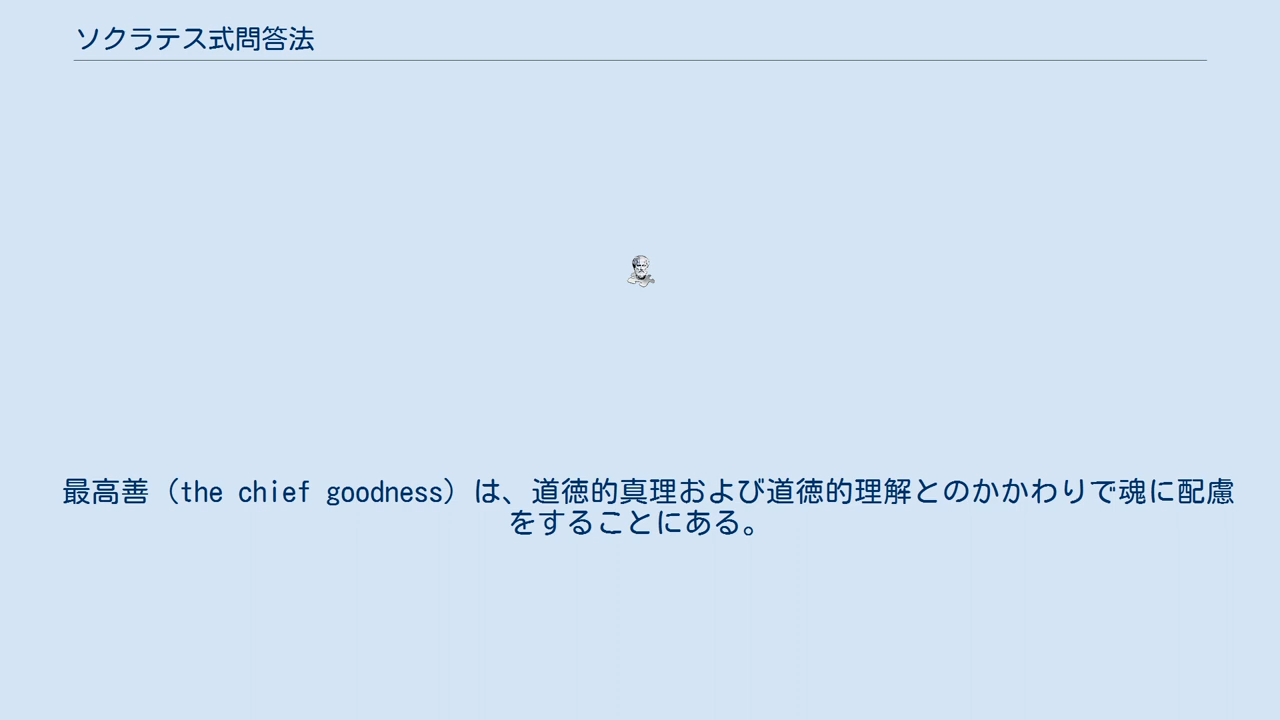 ソクラテス式問答法
最高善（the chief goodness）は、道徳的真理および道徳的理解とのかかわりで魂に配慮
をすることにある。